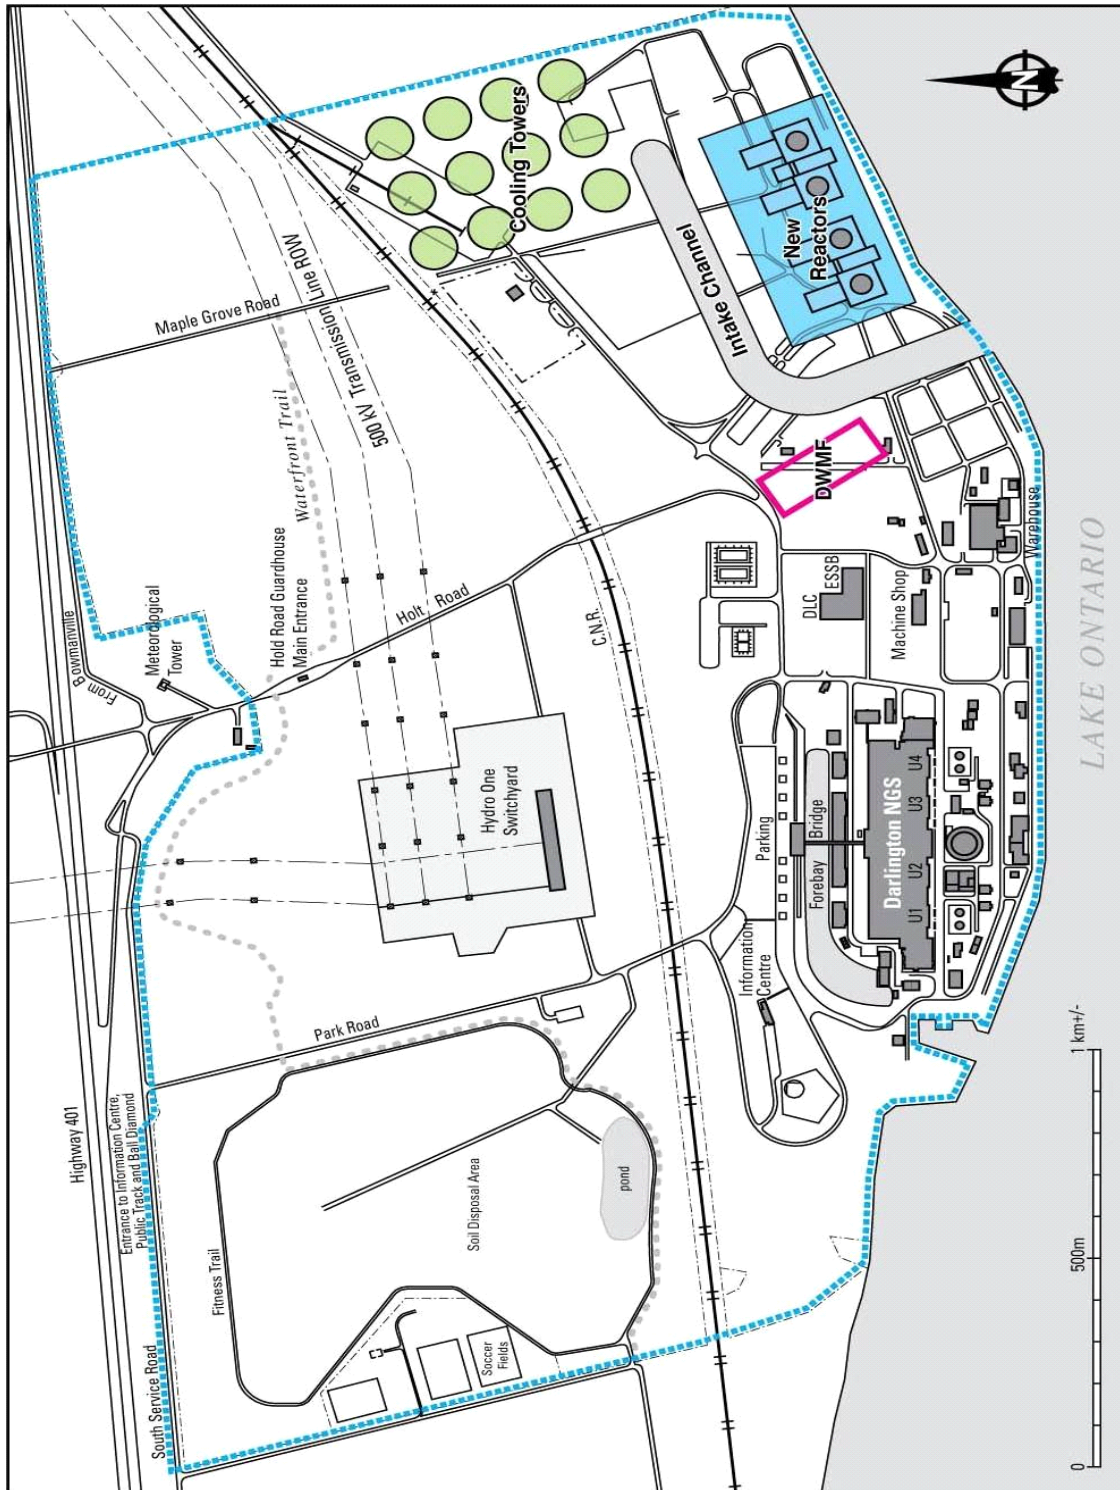 Highway 401
From Bowmanville
South Service Road
Entrance to Information Centre,
Public Track and Ball Diamond
Meteorological
Tower
Hold Road Guardhouse
Main Entrance
Holt Road
Maple Grove Road
Waterfront Trail
500 kV Transmission Line ROW
Park Road
Fitness Trail
Soil Disposal Area
pond
Soccer
Fields
Hydro One
Switchyard
C.N.R.
Cooling Towers
Intake Channel
New
Reactors
DWMF
DLC
ESSB
Machine Shop
Warehouse
Parking
Information
Centre
Forebay
Bridge
Darlington NGS
U1
U2
U3
U4
LAKE ONTARIO
N
0
500m
1 km+/-